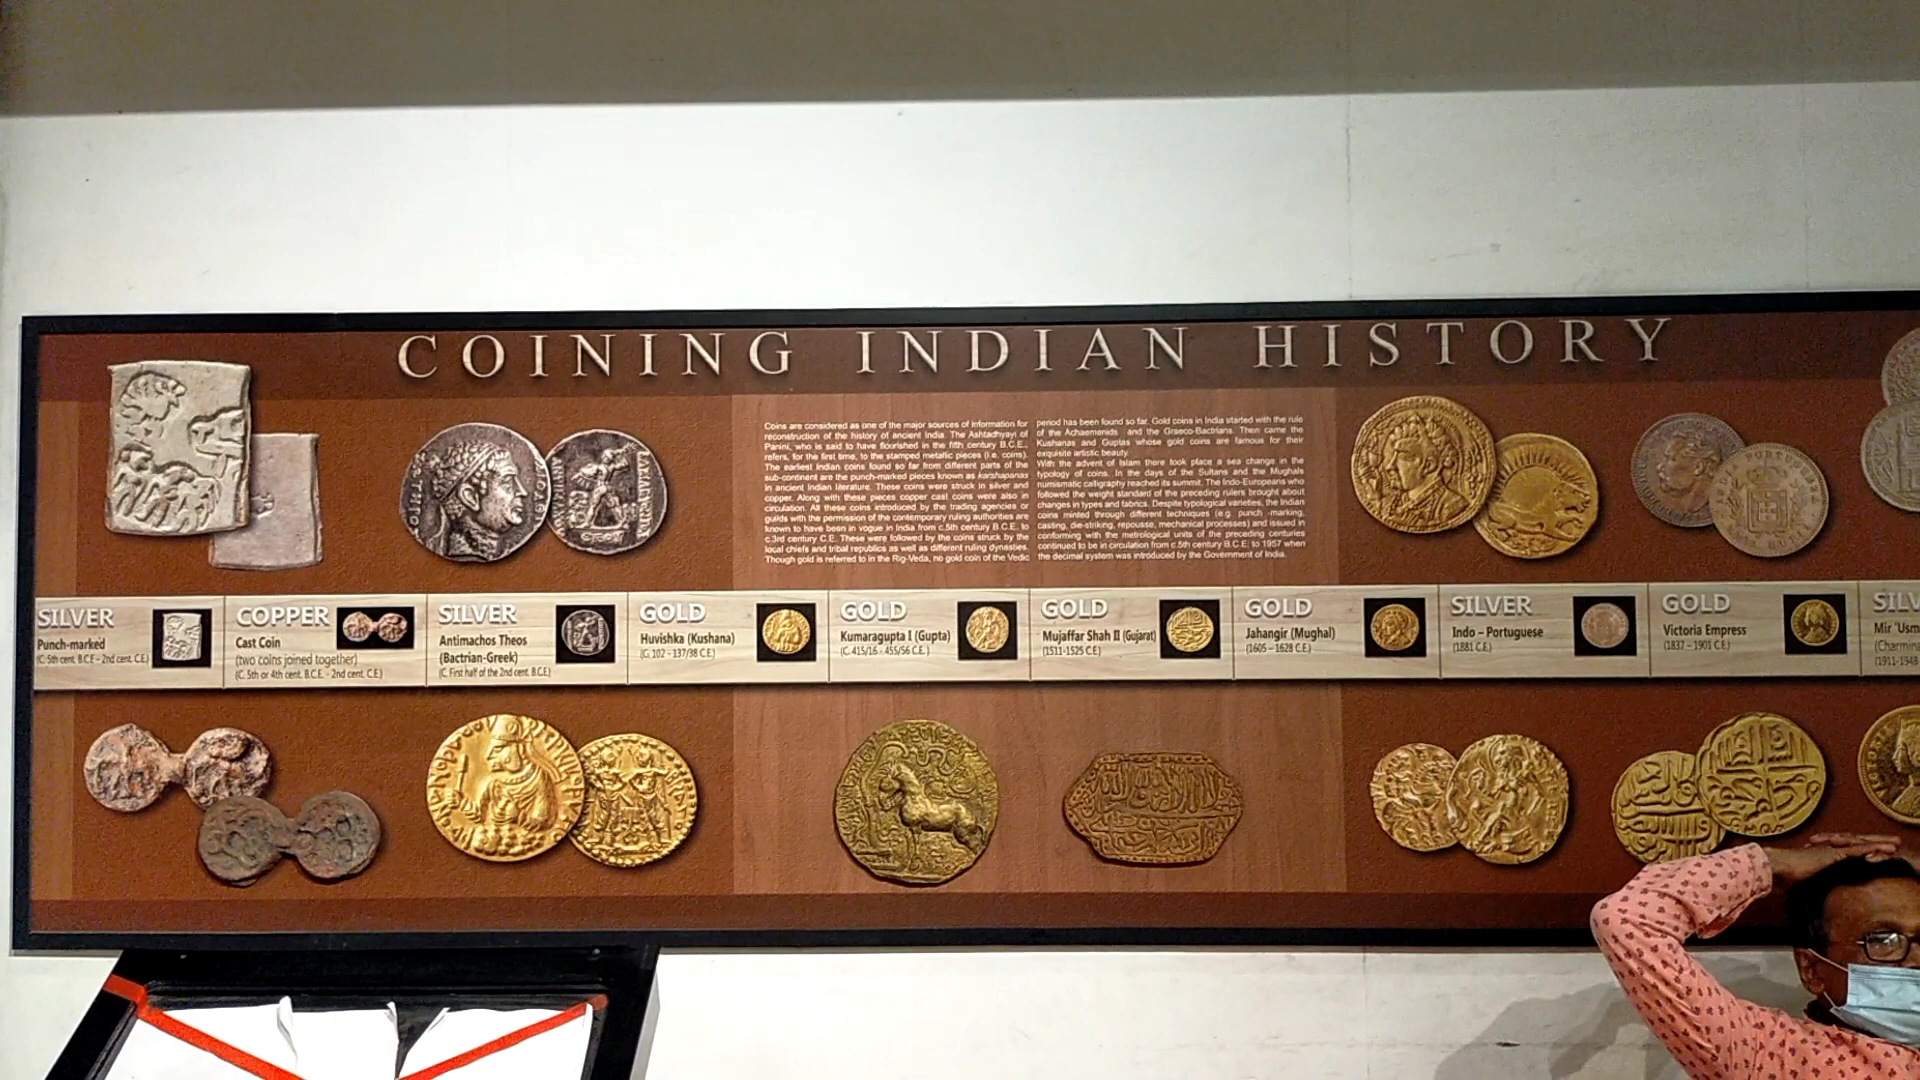 COINING INDIAN HISTORY
Coins are considered as one of the major sources of information for
reconstruction of the history of ancient India. The Ashtadhyayi of
Panini, who is said to have flourished in the fifth century B.C.E.,
refers, for the first time, to the stamped metallic pieces (i.e. coins).
The earliest Indian coins found so far from different parts of the
sub-continent are the punch-marked pieces known as karshapanas
in ancient Indian literature. These coins were struck in silver and
copper. Along with these pieces copper cast coins were also in
circulation. All these coins introduced by the trading agencies or
guilds with the permission of the contemporary ruling authorities are
known to have been in vogue in India from c.5th century B.C.E. to
c.3rd century C.E. These were followed by the coins struck by the
local chiefs and tribal republics as well as different ruling dynasties.
Though gold is referred to in the Rig-Veda, no gold coin of the Vedic
period has been found so far. Gold coins in India started with the rule
of the Achaemenids and the Graeco-Bactrians. Then came the
Kushanas and Guptas whose gold coins are famous for their
exquisite artistic beauty.
With the advent of Islam there took place a sea change in the
typology of coins. In the days of the Sultans and the Mughals
numismatic calligraphy reached its summit. The Indo-Europeans who
followed the weight standard of the preceding rulers brought about
changes in types and fabrics. Despite typological varieties, the Indian
coins minted through different techniques (e.g. punch -marking,
casting, die-striking, repousse, mechanical processes) and issued in
conforming with the metrological units of the preceding centuries
continued to be in circulation from c.5th century B.C.E. to 1957 when
the decimal system was introduced by the Government of India.
SILVER
Punch-marked
(C. 5th cent. B.C.E - 2nd cent. C.E.)
COPPER
Cast Coin
(two coins joined together)
(C. 5th or 4th cent. B.C.E. - 2nd cent. C.E.)
SILVER
Antimachos Theos
(Bactrian-Greek)
(C. First half of the 2nd cent. B.C.E.)
GOLD
Huvishka (Kushana)
(C. 102 - 137/38 C.E.)
GOLD
Kumaragupta I (Gupta)
(C. 415/16 - 455/56 C.E.)
GOLD
Mujaffar Shah II (Gujarat)
(1511-1525 C.E.)
GOLD
Jahangir (Mughal)
(1605 - 1628 C.E.)
SILVER
Indo - Portuguese
(1881 C.E.)
GOLD
Victoria Empress
(1837 - 1901 C.E.)
SILV
Mir 'Usm
(Charmina
(1911-1948